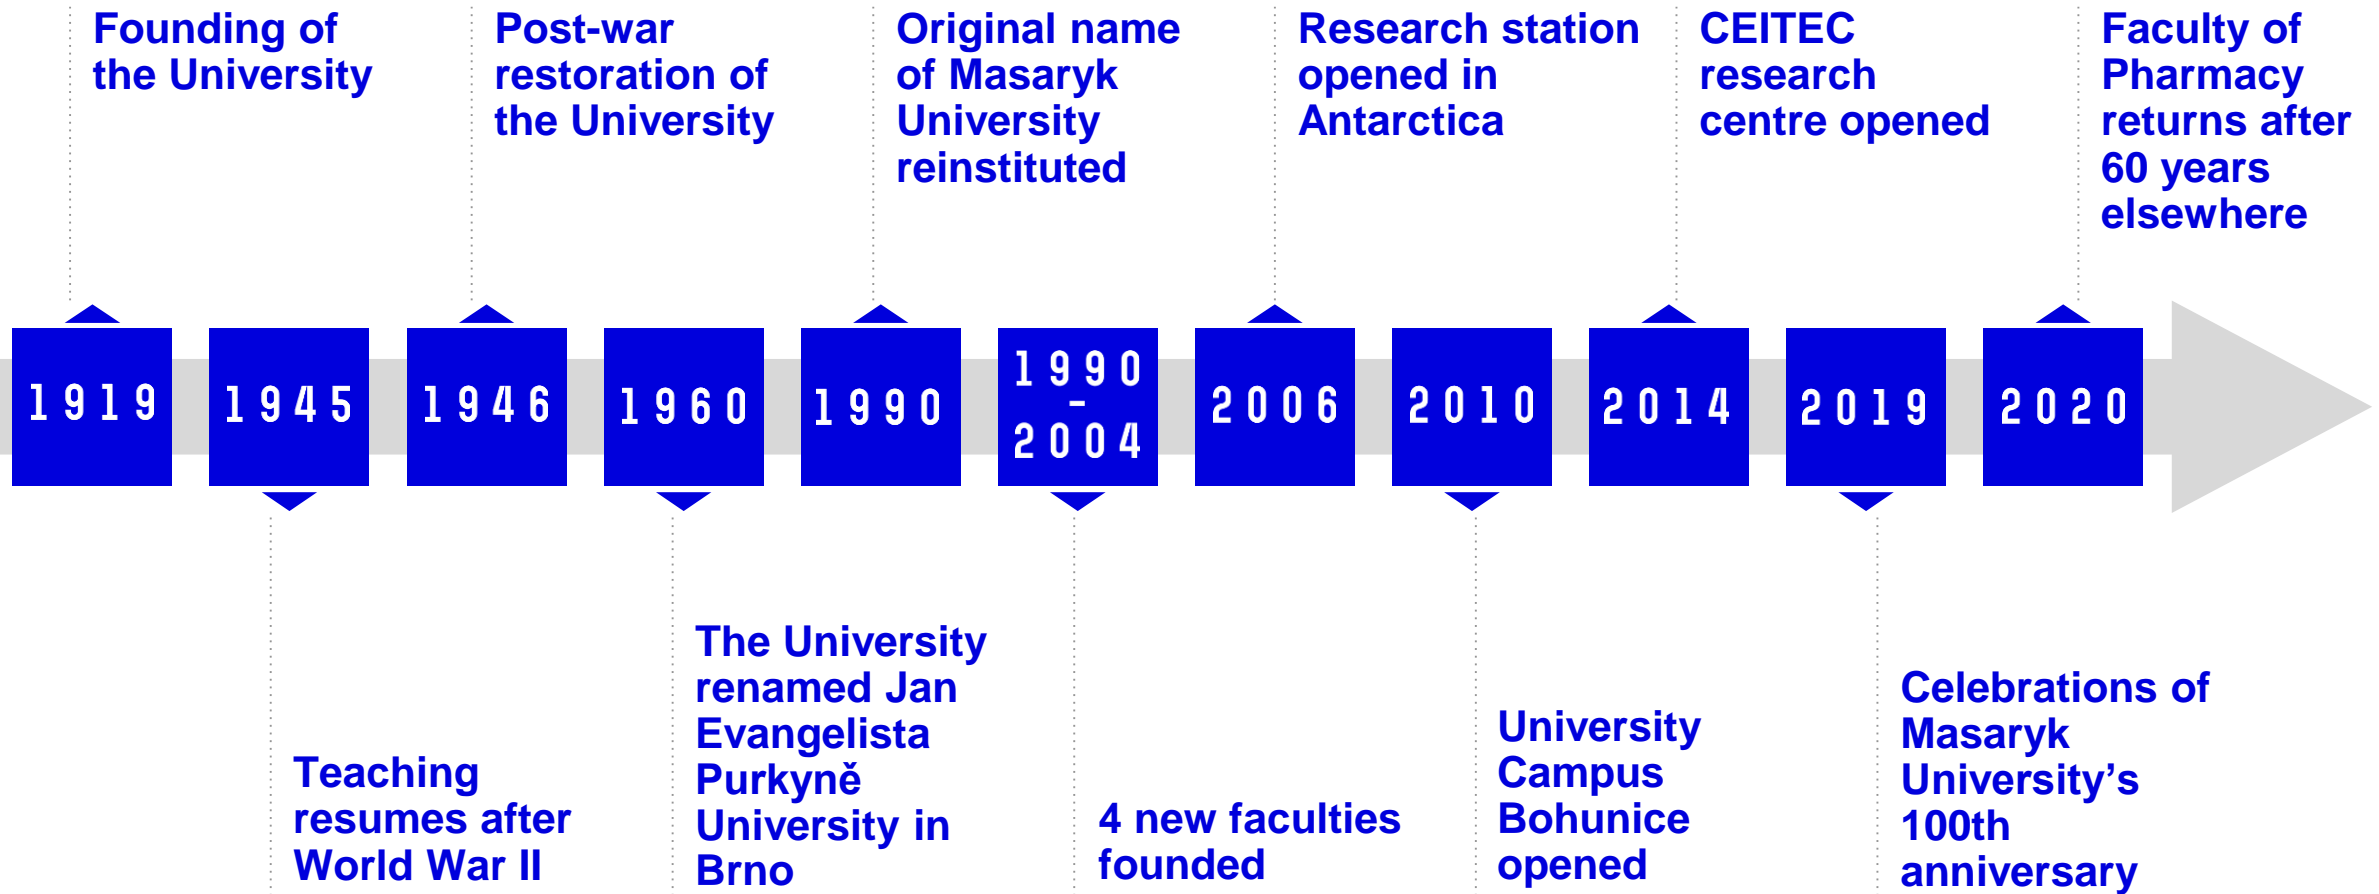 Founding of
the University
Post-war
restoration of
the University
Original name
of Masaryk
University
reinstituted
Research station
opened in
Antarctica
CEITEC
research
centre opened
Faculty of
Pharmacy
returns after
60 years
elsewhere
1919
1945
1946
1960
1990
1990
–
2004
2006
2010
2014
2019
2020
Teaching
resumes after
World War II
The University
renamed Jan
Evangelista
Purkyně
University in
Brno
4 new faculties
founded
University
Campus
Bohunice
opened
Celebrations of
Masaryk
University’s
100th
anniversary